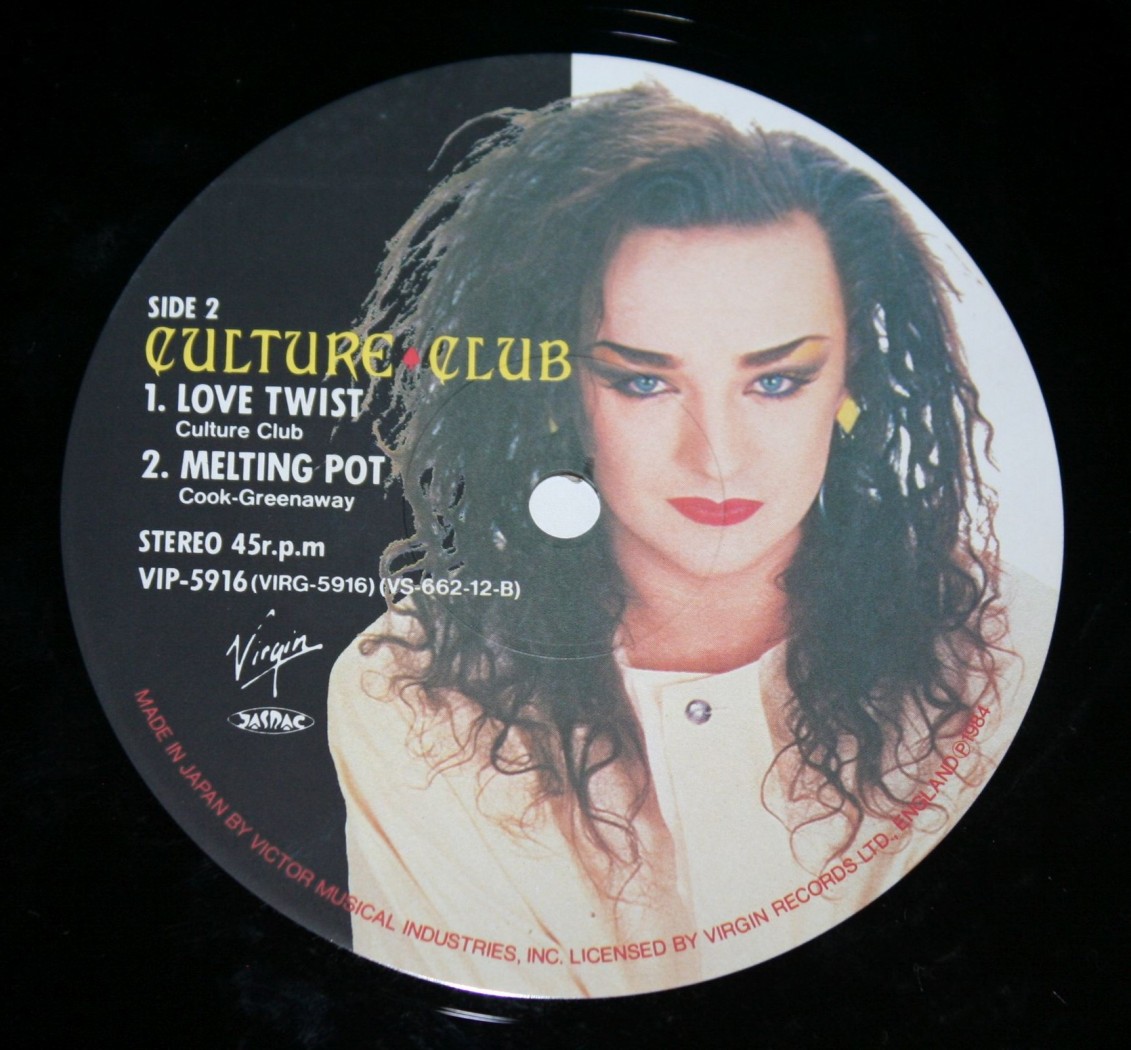 SIDE 2
CULTURE♠CLUB
1. LOVE TWIST
Culture Club
2. MELTING POT
Cook-Greenaway
STEREO 45r.p.m
VIP-5916 (VIRG-5916) (VS-662-12-B)
Virgin
JASRAC
MADE IN JAPAN BY VICTOR MUSICAL INDUSTRIES, INC. LICENSED BY VIRGIN RECORDS LTD., ENGLAND ℗1984